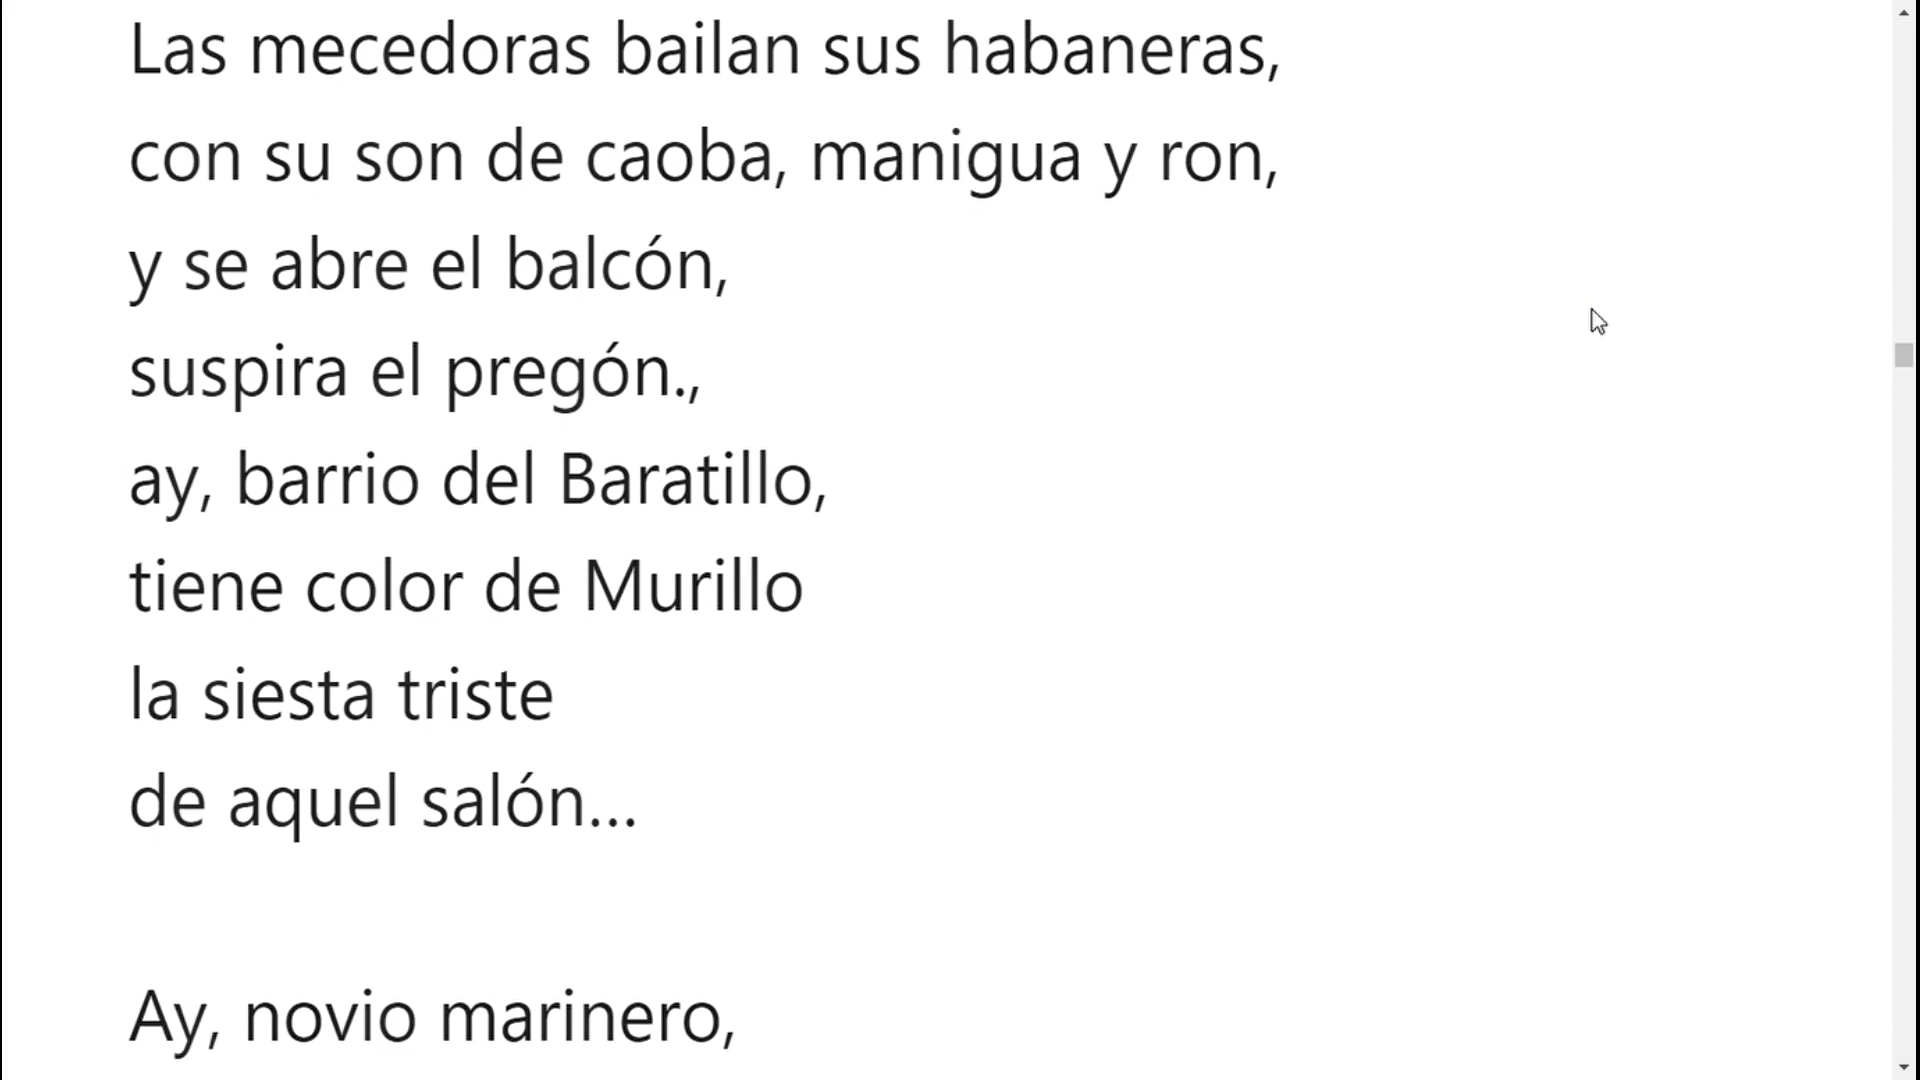 Las mecedoras bailan sus habaneras,
con su son de caoba, manigua y ron,
y se abre el balcón,
suspira el pregón.,
ay, barrio del Baratillo,
tiene color de Murillo
la siesta triste
de aquel salón...
Ay, novio marinero,